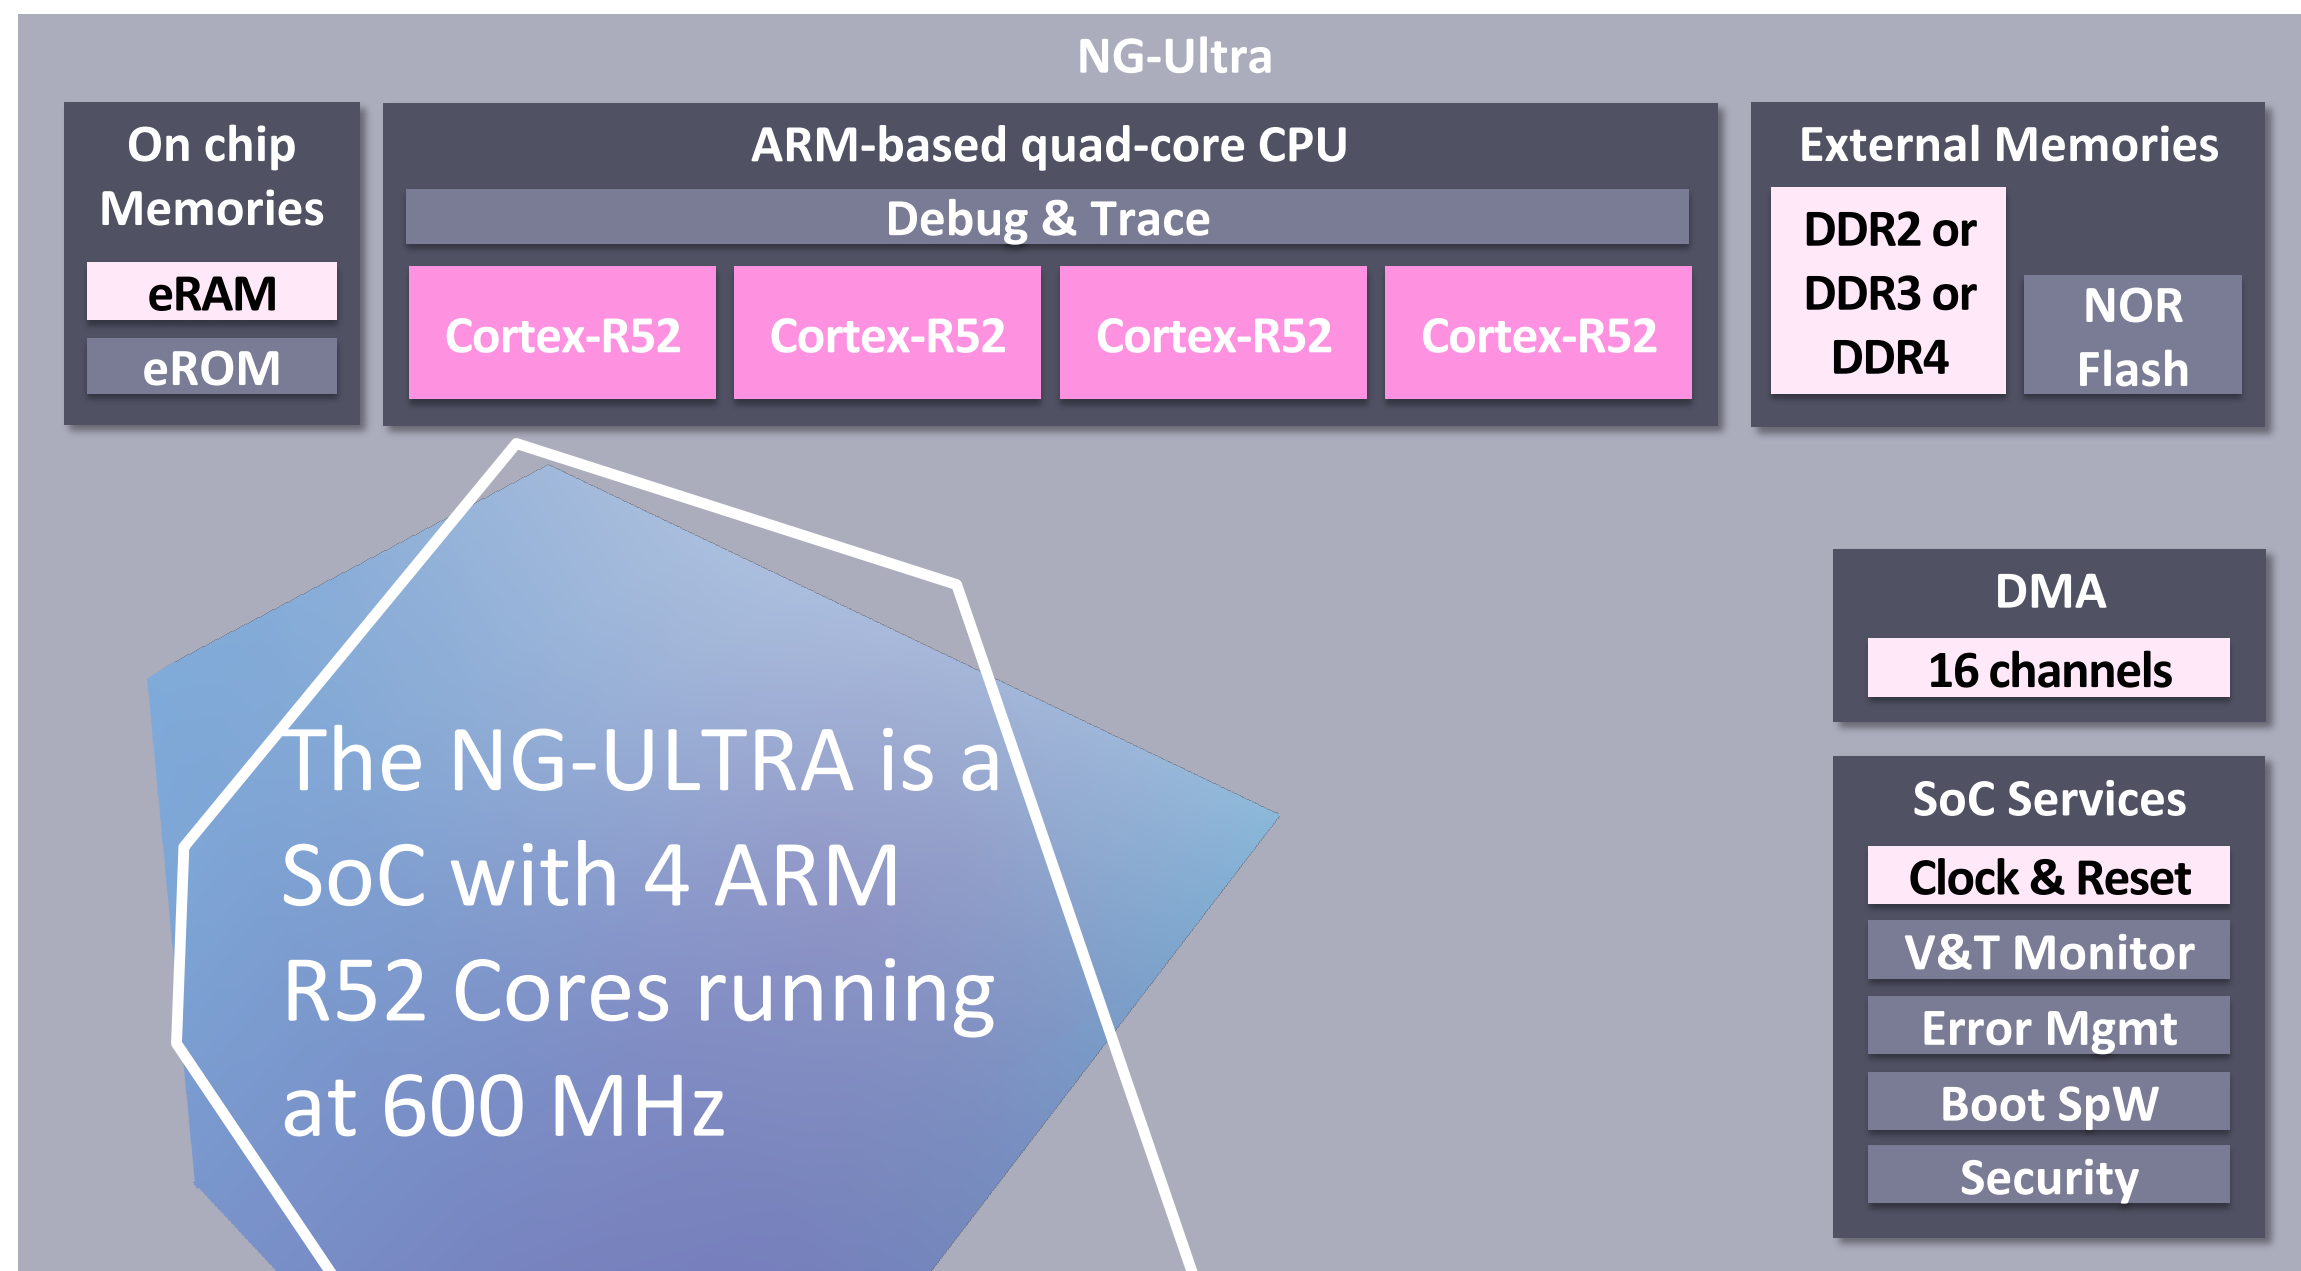 NG-Ultra
On chip
Memories
eRAM
eROM
ARM-based quad-core CPU
Debug & Trace
Cortex-R52
Cortex-R52
Cortex-R52
Cortex-R52
External Memories
DDR2 or
DDR3 or
DDR4
NOR
Flash
DMA
16 channels
SoC Services
Clock & Reset
V&T Monitor
Error Mgmt
Boot SpW
Security
The NG-ULTRA is a
SoC with 4 ARM
R52 Cores running
at 600 MHz